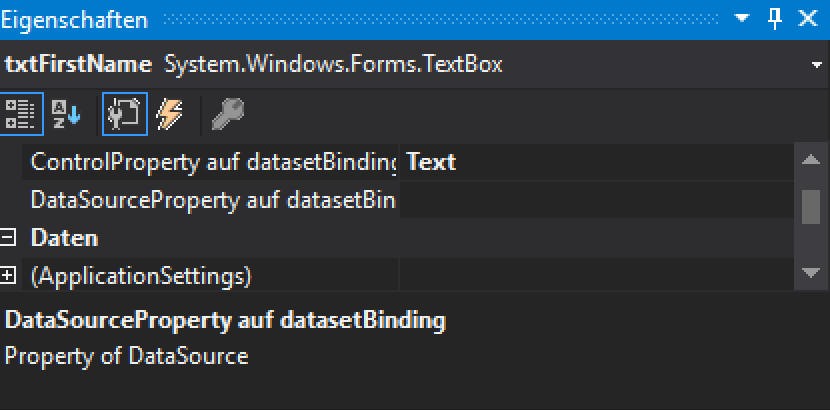 Eigenschaften
txtFirstName System.Windows.Forms.TextBox
ControlProperty auf datasetBinding Text
DataSourceProperty auf datasetBin
Daten
(ApplicationSettings)
DataSourceProperty auf datasetBinding
Property of DataSource